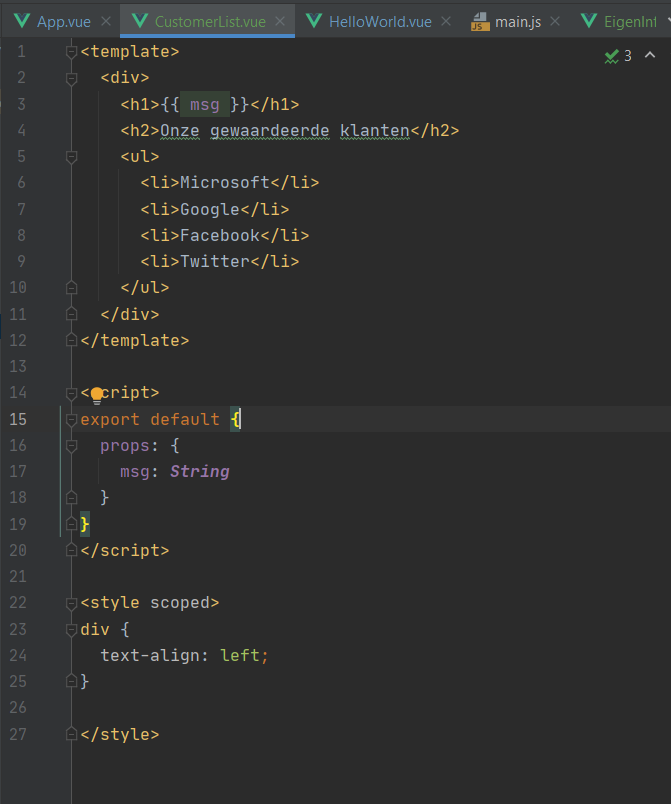 App.vue CustomerList.vue HelloWorld.vue main.js EigenInf
1 <template> 3
2 <div>
3 <h1>{{ msg }}</h1>
4 <h2>Onze gewaardeerde klanten</h2>
5 <ul>
6 <li>Microsoft</li>
7 <li>Google</li>
8 <li>Facebook</li>
9 <li>Twitter</li>
10 </ul>
11 </div>
12 </template>
13
14 <script>
15 export default {
16 props: {
17 msg: String
18 }
19 }
20 </script>
21
22 <style scoped>
23 div {
24 text-align: left;
25 }
26
27 </style>